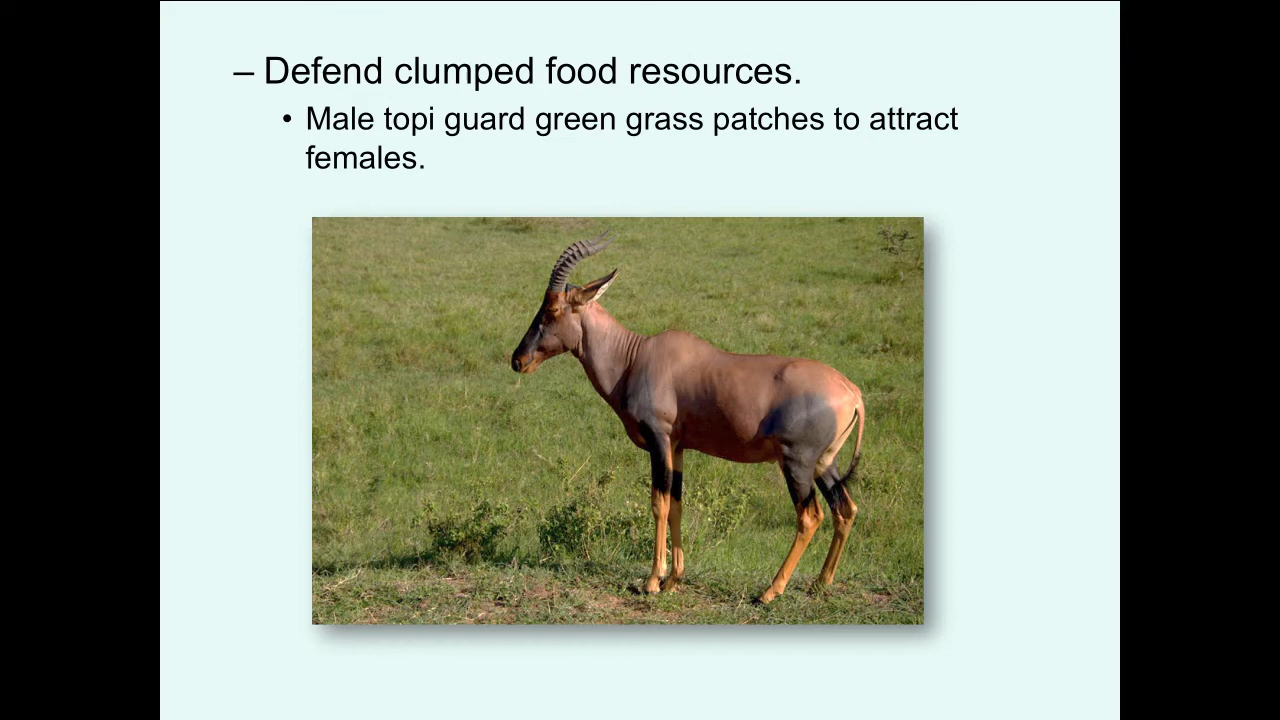 – Defend clumped food resources.
• Male topi guard green grass patches to attract
females.